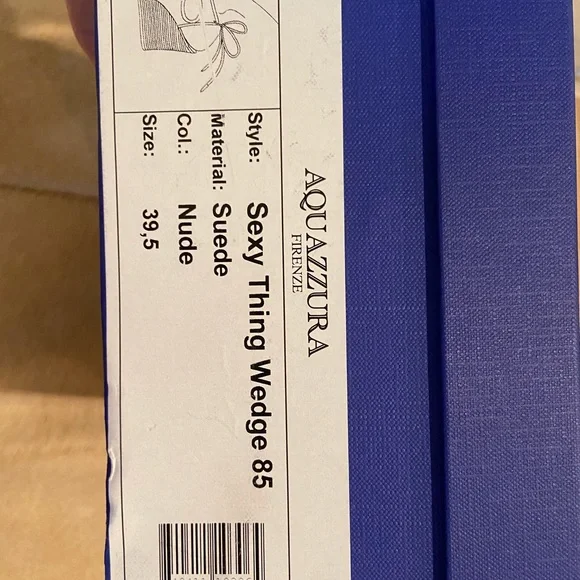 AQUAZZURA
FIRENZE
Style: Sexy Thing Wedge 85
Material: Suede
Col.: Nude
Size: 39,5